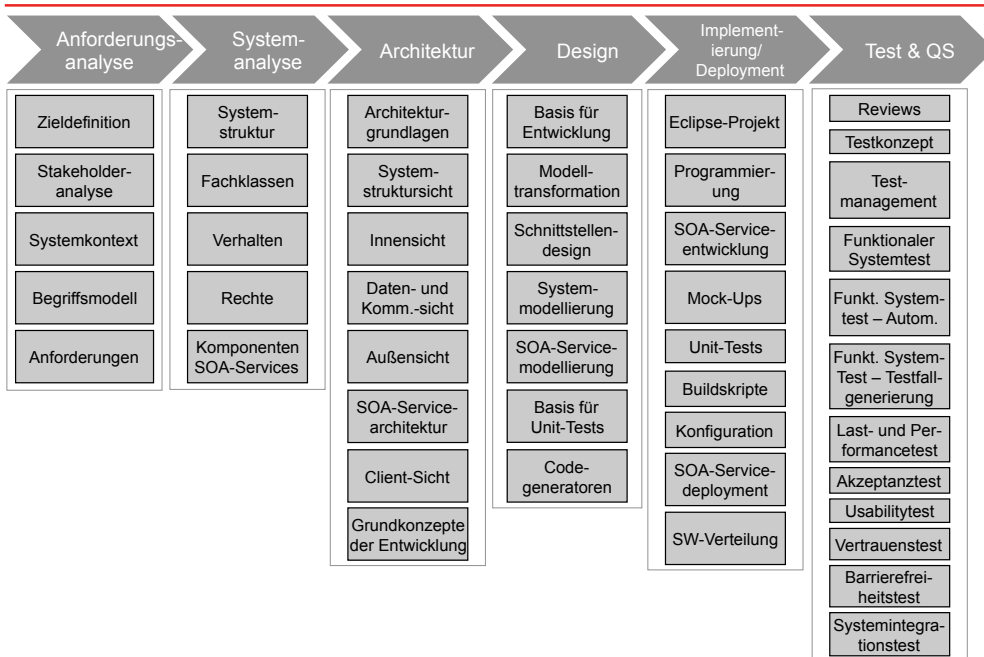 Anforderungs-
analyse
System-
analyse
Architektur
Design
Implement-
ierung/
Deployment
Test & QS
Zieldefinition
Stakeholder-
analyse
Systemkontext
Begriffsmodell
Anforderungen
System-
struktur
Fachklassen
Verhalten
Rechte
Komponenten
SOA-Services
Architektur-
grundlagen
System-
struktursicht
Innensicht
Daten- und
Komm.-sicht
Außensicht
SOA-Service-
architektur
Client-Sicht
Grundkonzepte
der Entwicklung
Basis für
Entwicklung
Modell-
transformation
Schnittstellen-
design
System-
modellierung
SOA-Service-
modellierung
Basis für
Unit-Tests
Code-
generatoren
Eclipse-Projekt
Programmier-
ung
SOA-Service-
entwicklung
Mock-Ups
Unit-Tests
Buildskripte
Konfiguration
SOA-Service-
deployment
SW-Verteilung
Reviews
Testkonzept
Test-
management
Funktionaler
Systemtest
Funkt. System-
test – Autom.
Funkt. System-
Test – Testfall-
generierung
Last- und Per-
formancetest
Akzeptanztest
Usabilitytest
Vertrauenstest
Barrierefrei-
heitstest
Systemintegra-
tionstest